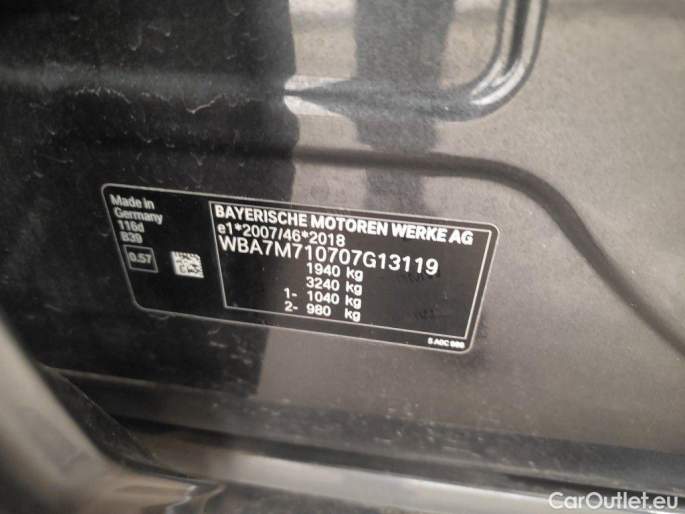 Made in
Germany
116d
B39
0.57
BAYERISCHE MOTOREN WERKE AG
e1*2007/46*2018
WBA7M710707G13119
1940 kg
3240 kg
1- 1040 kg
2- 980 kg
CarOutlet.eu